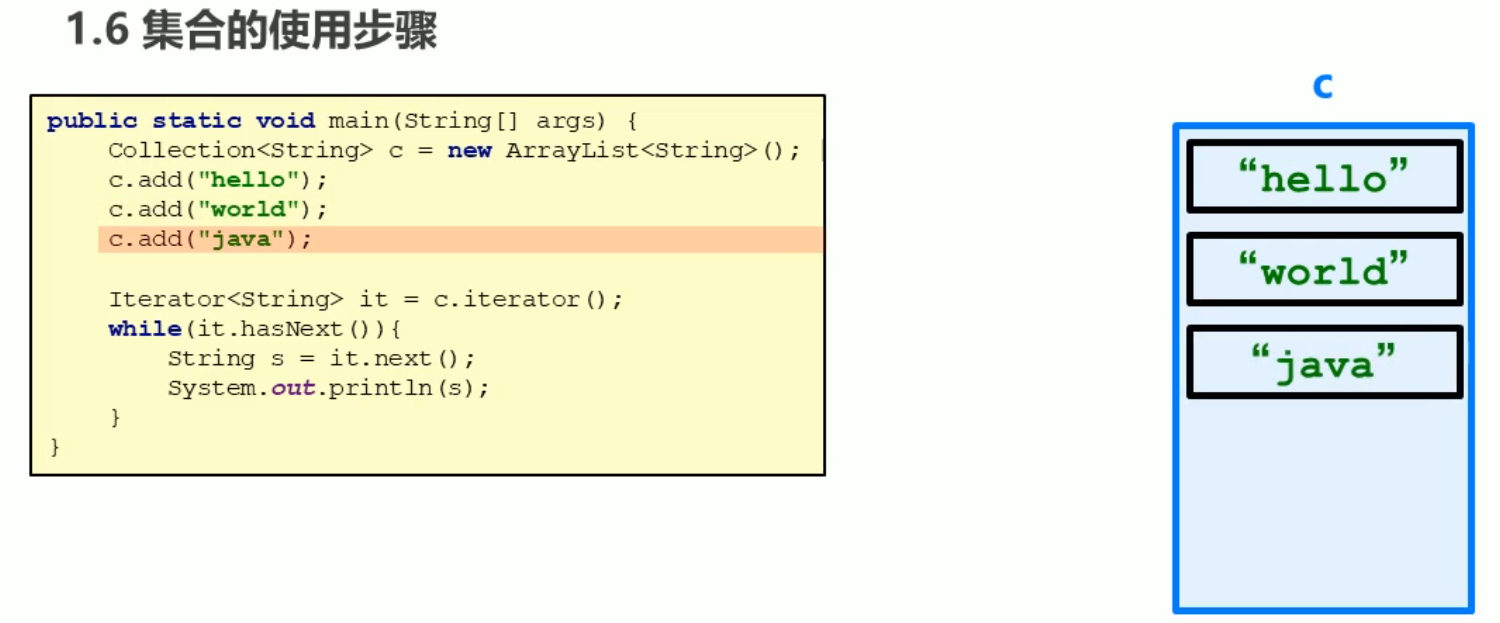 1.6 集合的使用步骤
public static void main(String[] args) {
    Collection<String> c = new ArrayList<String>();
    c.add("hello");
    c.add("world");
    c.add("java");
    Iterator<String> it = c.iterator();
    while(it.hasNext()){
        String s = it.next();
        System.out.println(s);
    }
}
c
“hello”
“world”
“java”